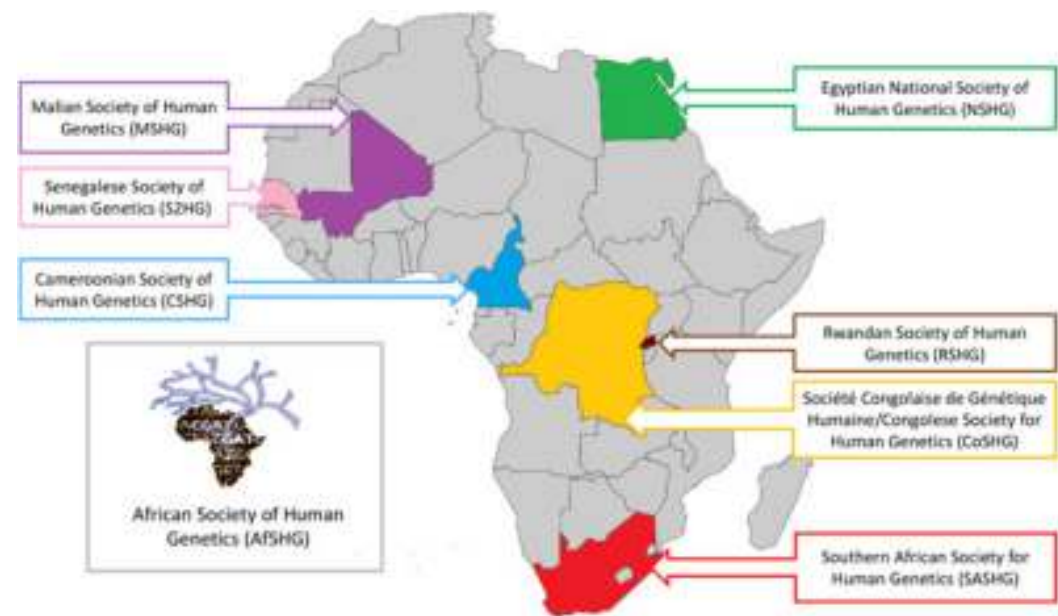 Malian Society of Human
Genetics (MSHG)
Senegalese Society of
Human Genetics (S2HG)
Cameroonian Society of
Human Genetics (CSHG)
African Society of Human
Genetics (AfSHG)
Egyptian National Society of
Human Genetics (NSHG)
Rwandan Society of Human
Genetics (RSHG)
Société Congolaise de Génétique
Humaine/Congolese Society for
Human Genetics (CoSHG)
Southern African Society for
Human Genetics (SASHG)